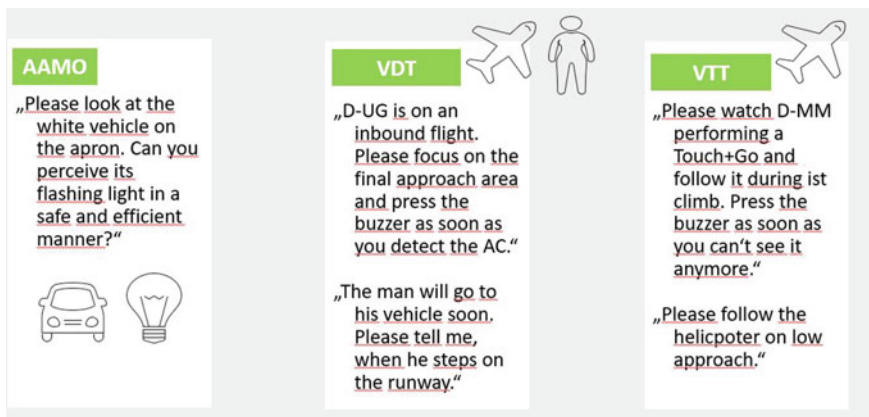 AAMO
„Please look at the
white vehicle on
the apron. Can you
perceive its
flashing light in a
safe and efficient
manner?“
VDT
„D-UG is on an
inbound flight.
Please focus on the
final approach area
and press the
buzzer as soon as
you detect the AC.“
„The man will go to
his vehicle soon.
Please tell me,
when he steps on
the runway.“
VTT
„Please watch D-MM
performing a
Touch+Go and
follow it during ist
climb. Press the
buzzer as soon as
you can‘t see it
anymore.“
„Please follow the
helicpoter on low
approach.“